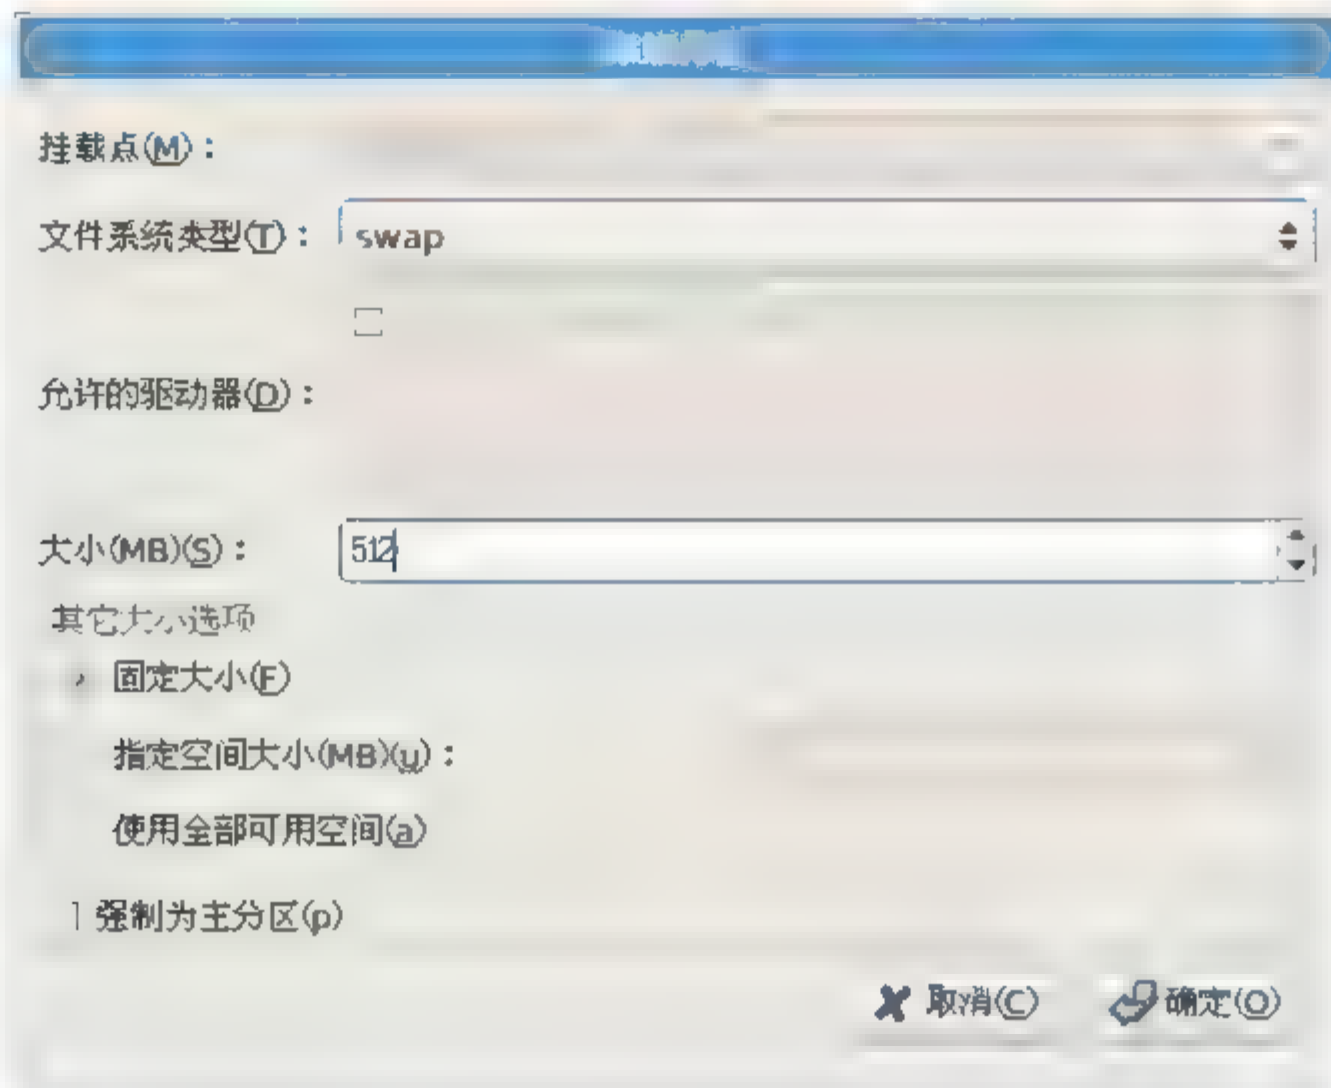 挂载点(M)：
文件系统类型(T)： swap
允许的驱动器(D)：
大小(MB)(S)： 512
其它大小选项
固定大小(F)
指定空间大小(MB)(u)：
使用全部可用空间(a)
强制为主分区(p)
取消(C) 确定(O)